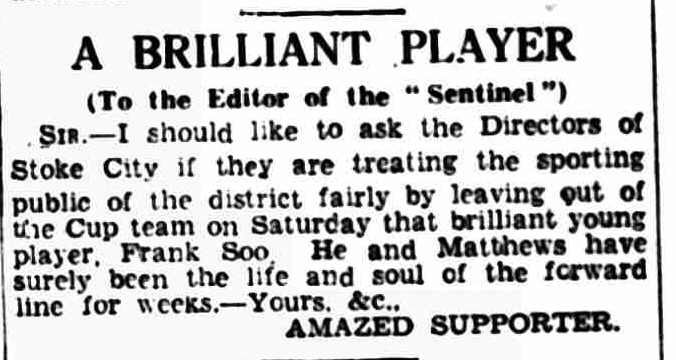 A BRILLIANT PLAYER
(To the Editor of the "Sentinel")
SIR.—I should like to ask the Directors of
Stoke City if they are treating the sporting
public of the district fairly by leaving out of
the Cup team on Saturday that brilliant young
player, Frank Soo. He and Matthews have
surely been the life and soul of the forward
line for weeks.—Yours, &c.,
AMAZED SUPPORTER.